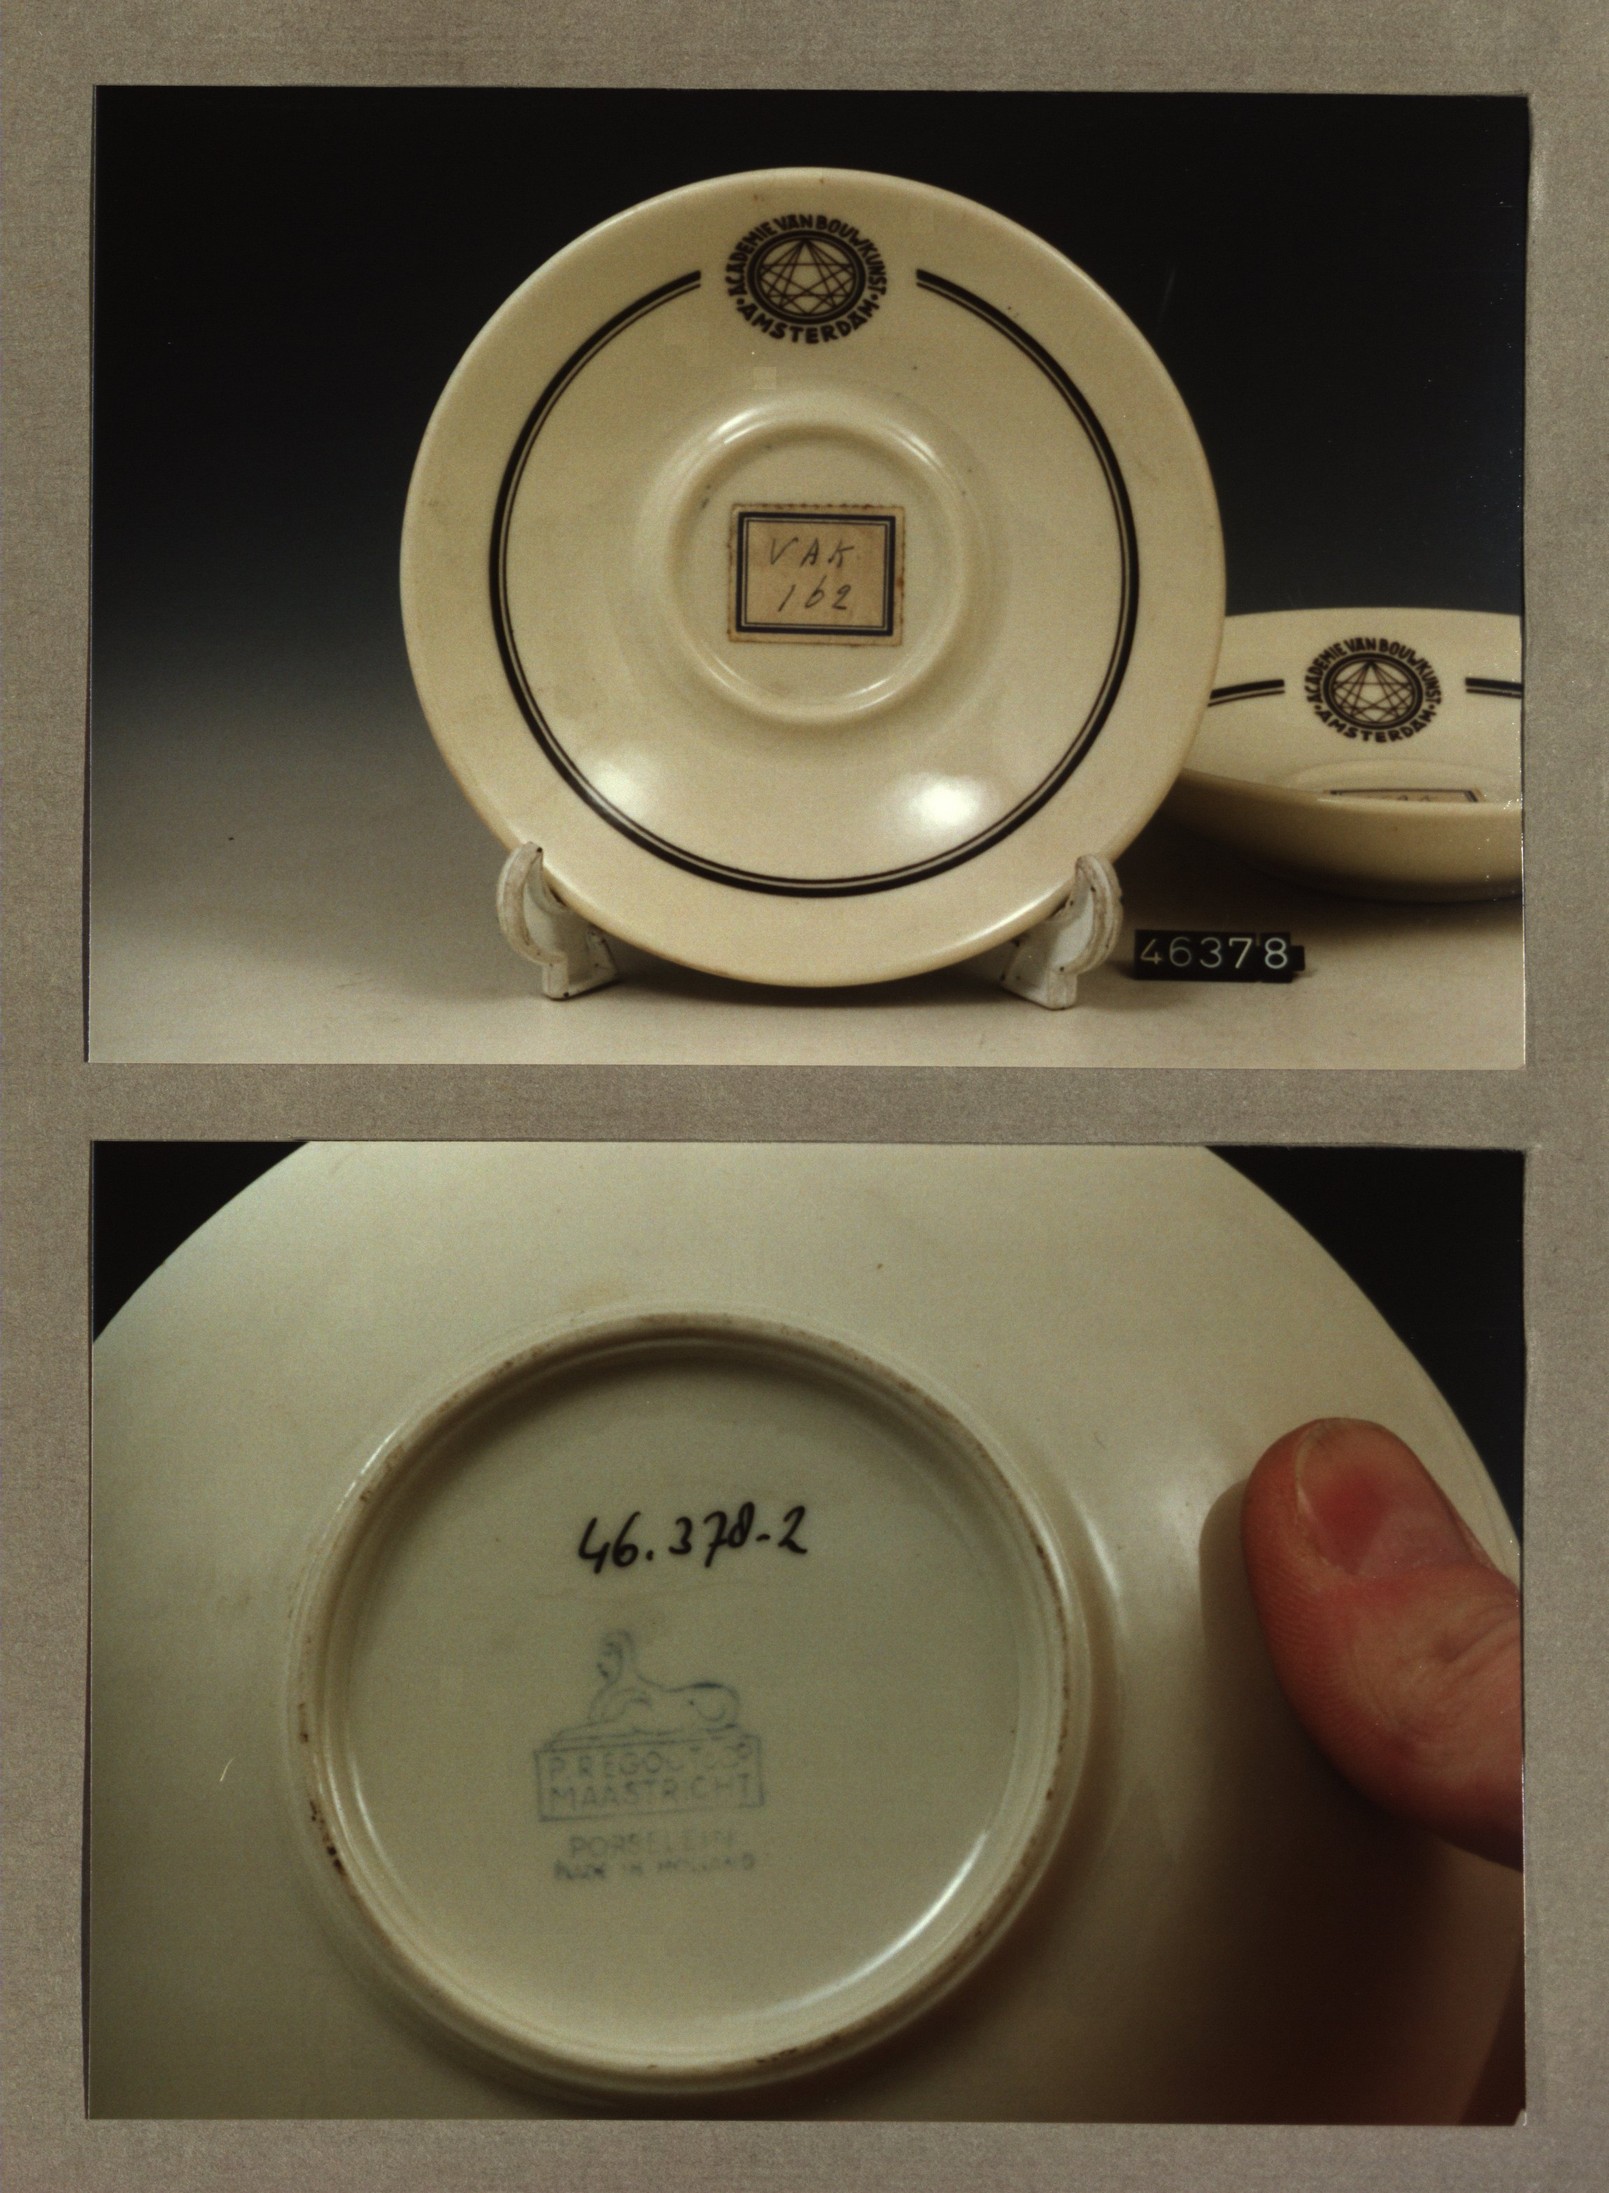 ACADEMIE VAN BOUWKUNST
· AMSTERDAM ·
VAK
162
ACADEMIE VAN BOUWKUNST
· AMSTERDAM ·
46378
46.378-2
P. REGOUT
MAASTRICHT
PORSELEIN
MADE IN HOLLAND